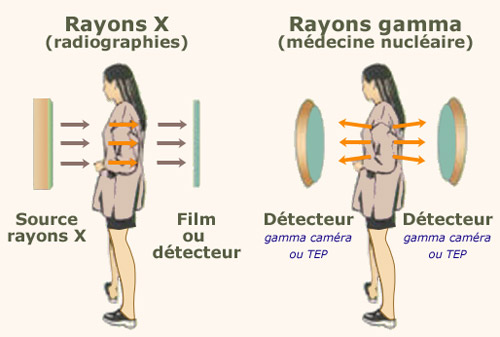 Rayons X
(radiographies)
Source
rayons X
Film
ou
détecteur
Rayons gamma
(médecine nucléaire)
Détecteur
gamma caméra
ou TEP
Détecteur
gamma caméra
ou TEP